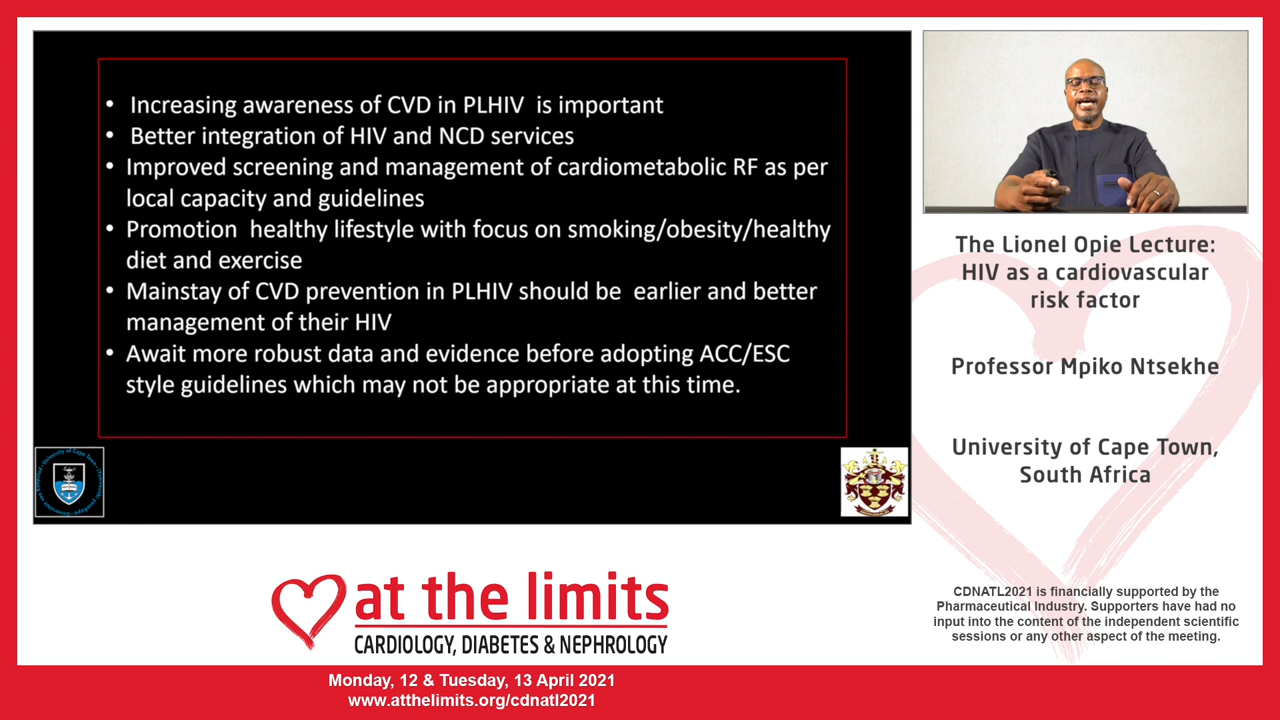 • Increasing awareness of CVD in PLHIV is important
• Better integration of HIV and NCD services
• Improved screening and management of cardiometabolic RF as per
local capacity and guidelines
• Promotion healthy lifestyle with focus on smoking/obesity/healthy
diet and exercise
• Mainstay of CVD prevention in PLHIV should be earlier and better
management of their HIV
• Await more robust data and evidence before adopting ACC/ESC
style guidelines which may not be appropriate at this time.
The Lionel Opie Lecture:
HIV as a cardiovascular
risk factor
Professor Mpiko Ntsekhe
University of Cape Town,
South Africa
at the limits
CARDIOLOGY, DIABETES & NEPHROLOGY
CDNATL2021 is financially supported by the
Pharmaceutical Industry. Supporters have had no
input into the content of the independent scientific
sessions or any other aspect of the meeting.
Monday, 12 & Tuesday, 13 April 2021
www.atthelimits.org/cdnatl2021